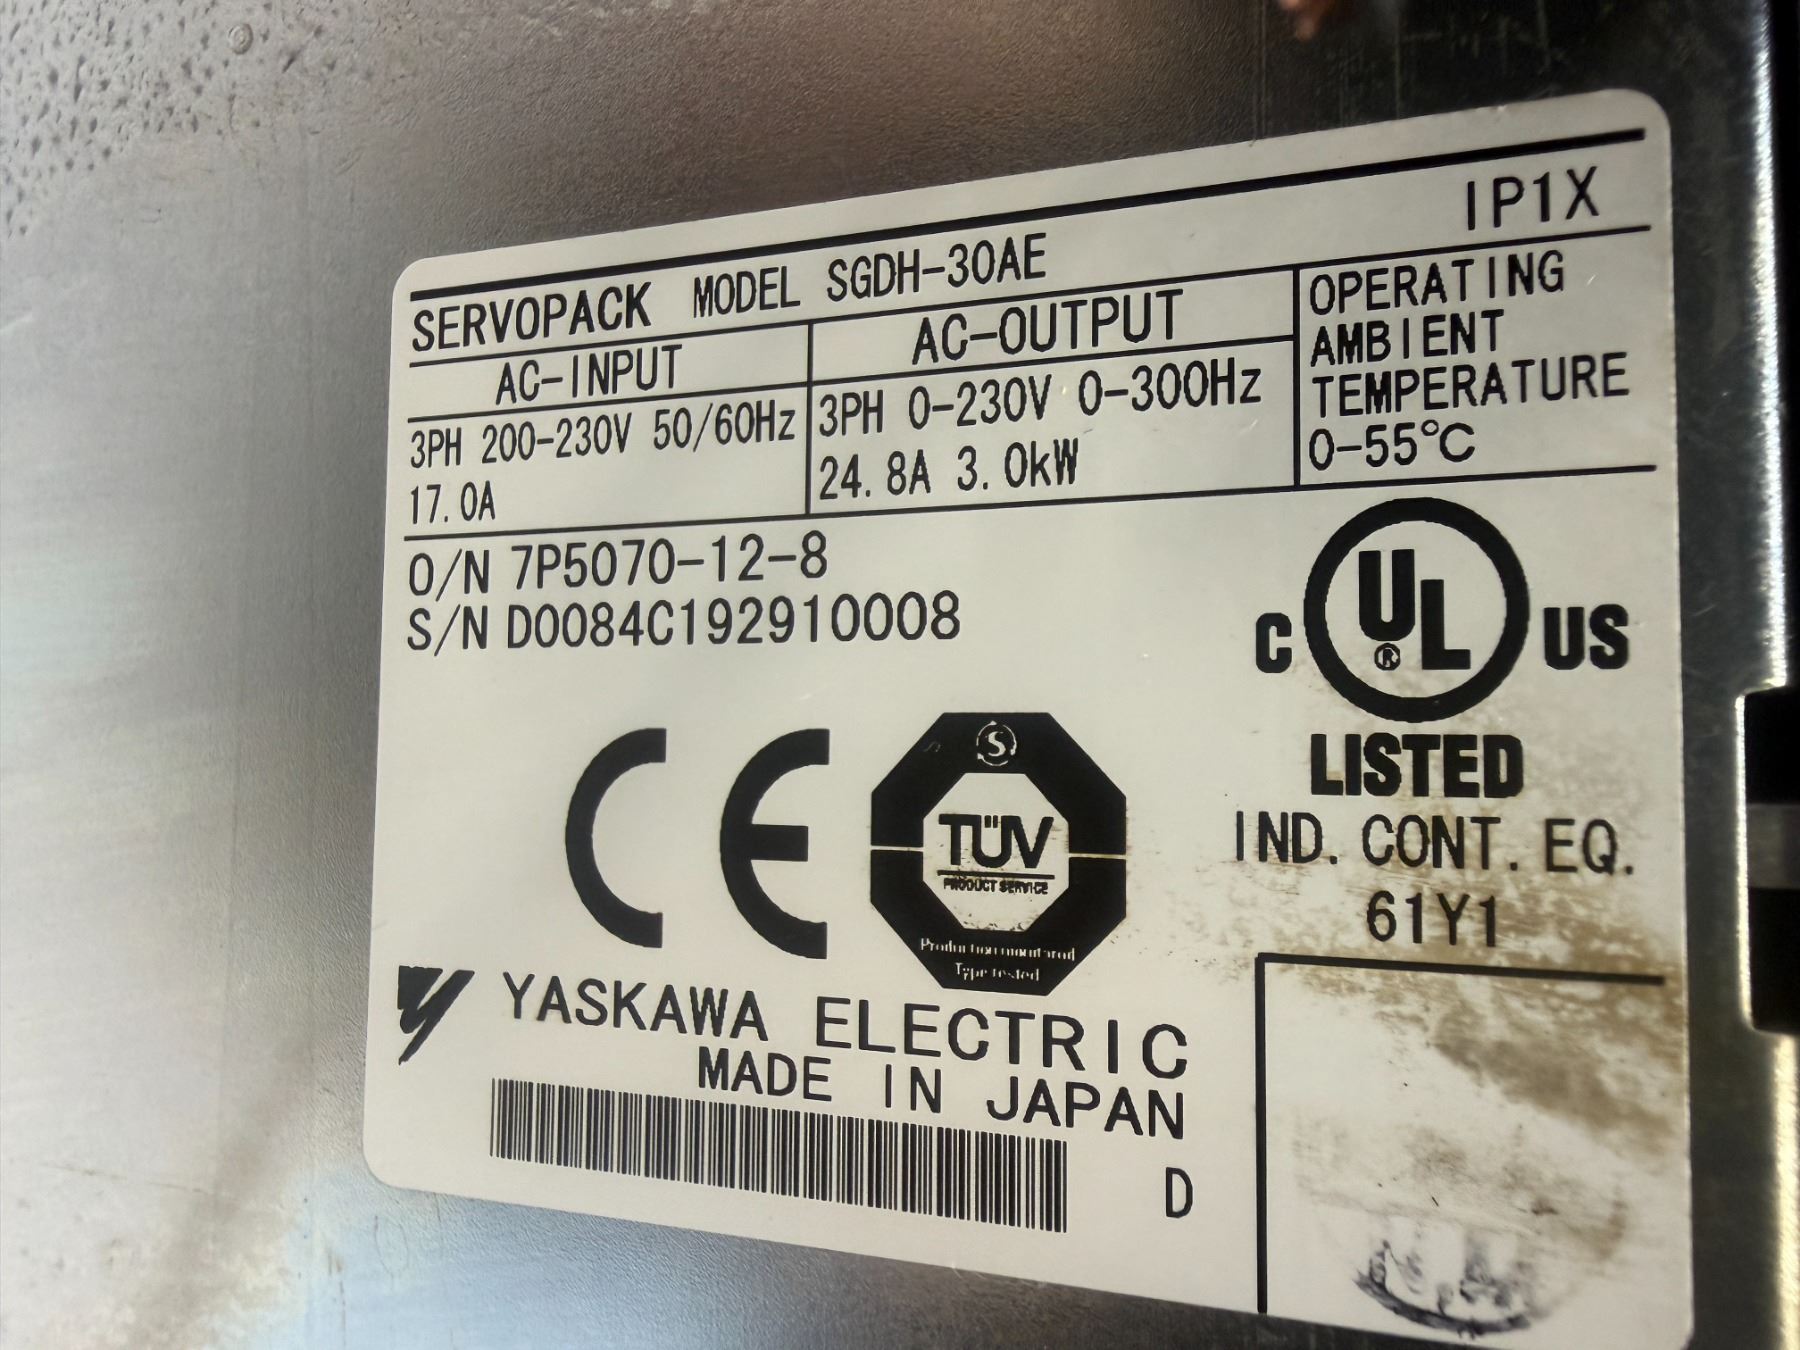 IP1X
SERVOPACK MODEL SGDH-30AE
AC-INPUT
3PH 200-230V 50/60Hz
17.0A
AC-OUTPUT
3PH 0-230V 0-300Hz
24.8A 3.0kW
OPERATING
AMBIENT
TEMPERATURE
0-55°C
O/N 7P5070-12-8
S/N D0084C192910008
C UL US
®
LISTED
IND. CONT. EQ.
61Y1
CE
S
TÜV
PRODUCT SERVICE
Production
Type tested
YASKAWA ELECTRIC
MADE IN JAPAN
D